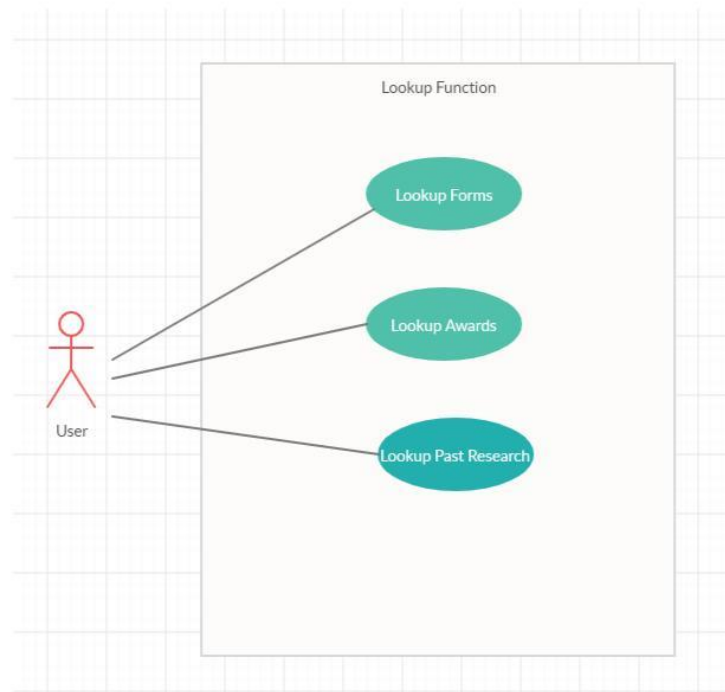 Lookup Function
Lookup Forms
Lookup Awards
User
Lookup Past Research